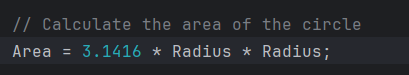 // Calculate the area of the circle
Area = 3.1416 * Radius * Radius;